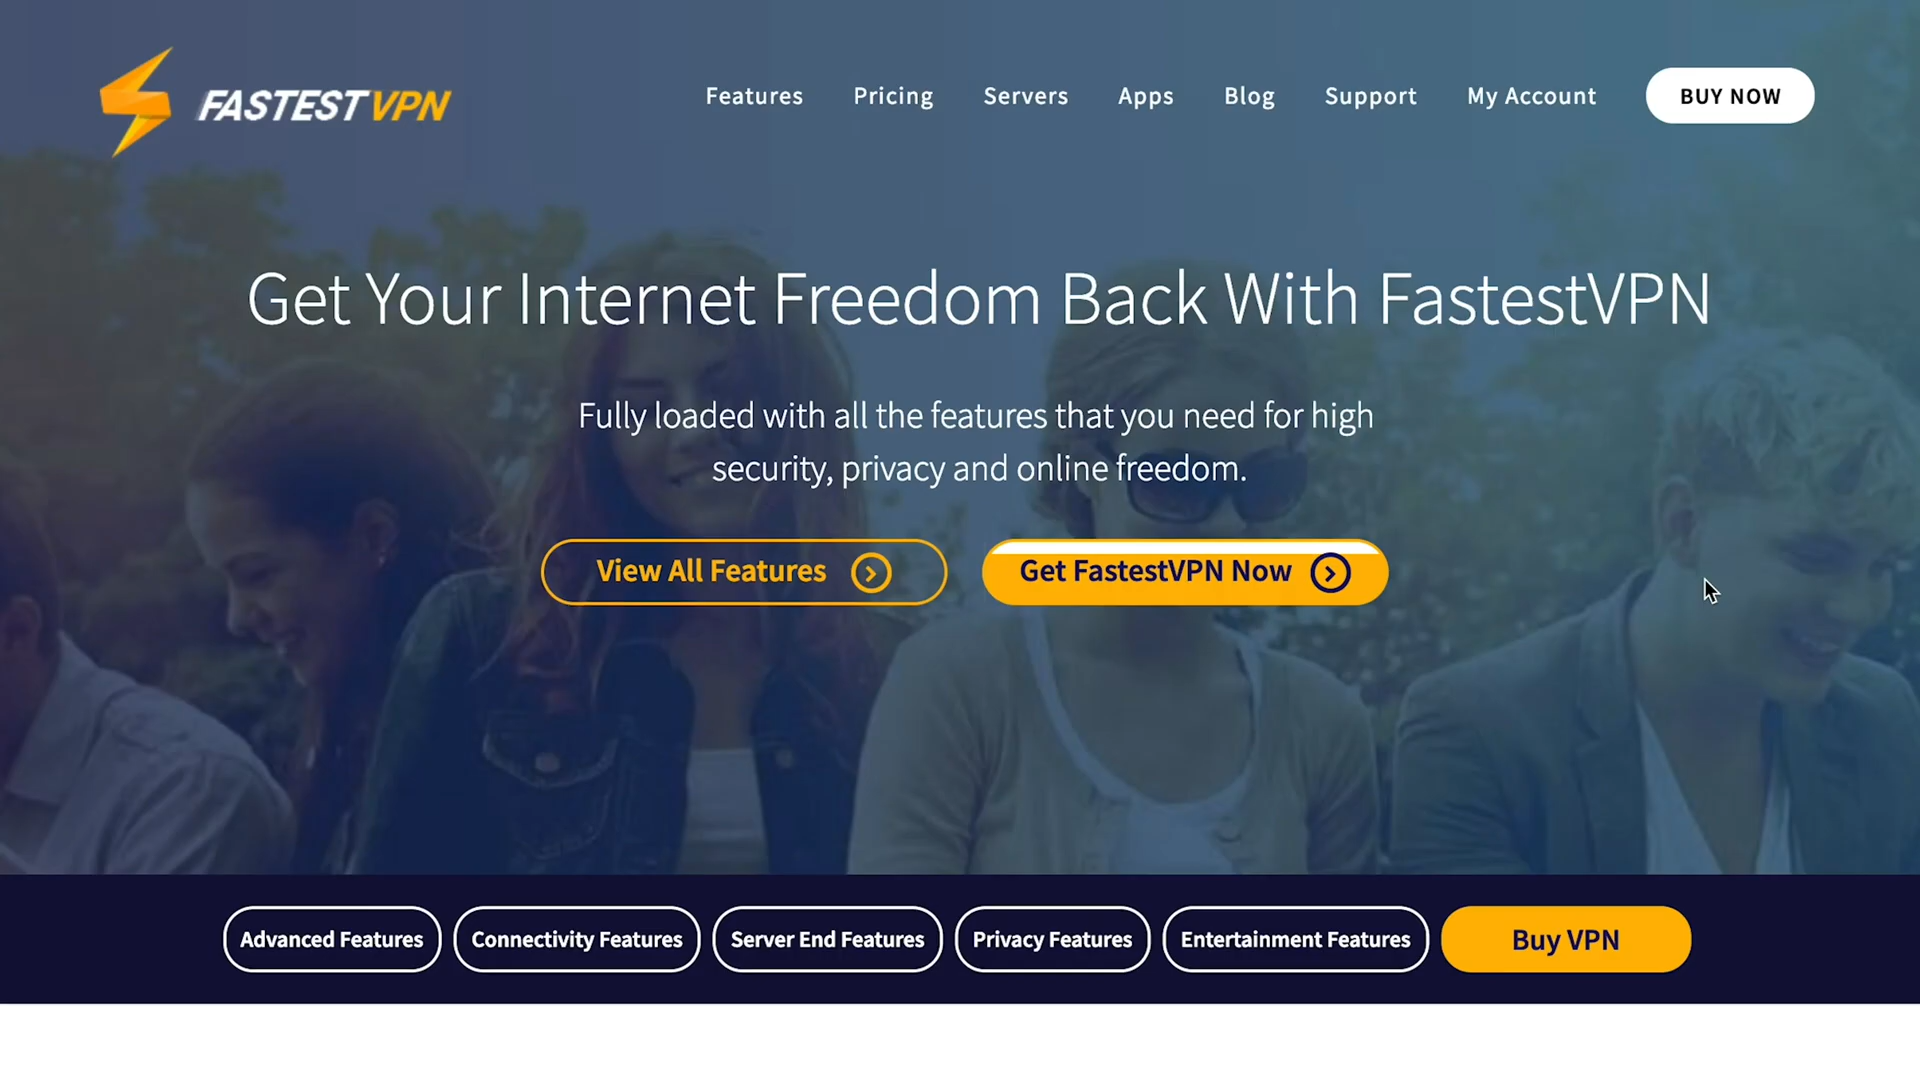 FASTESTVPN
Features Pricing Servers Apps Blog Support My Account BUY NOW
Get Your Internet Freedom Back With FastestVPN
Fully loaded with all the features that you need for high
security, privacy and online freedom.
View All Features Get FastestVPN Now
Advanced Features Connectivity Features Server End Features Privacy Features Entertainment Features Buy VPN